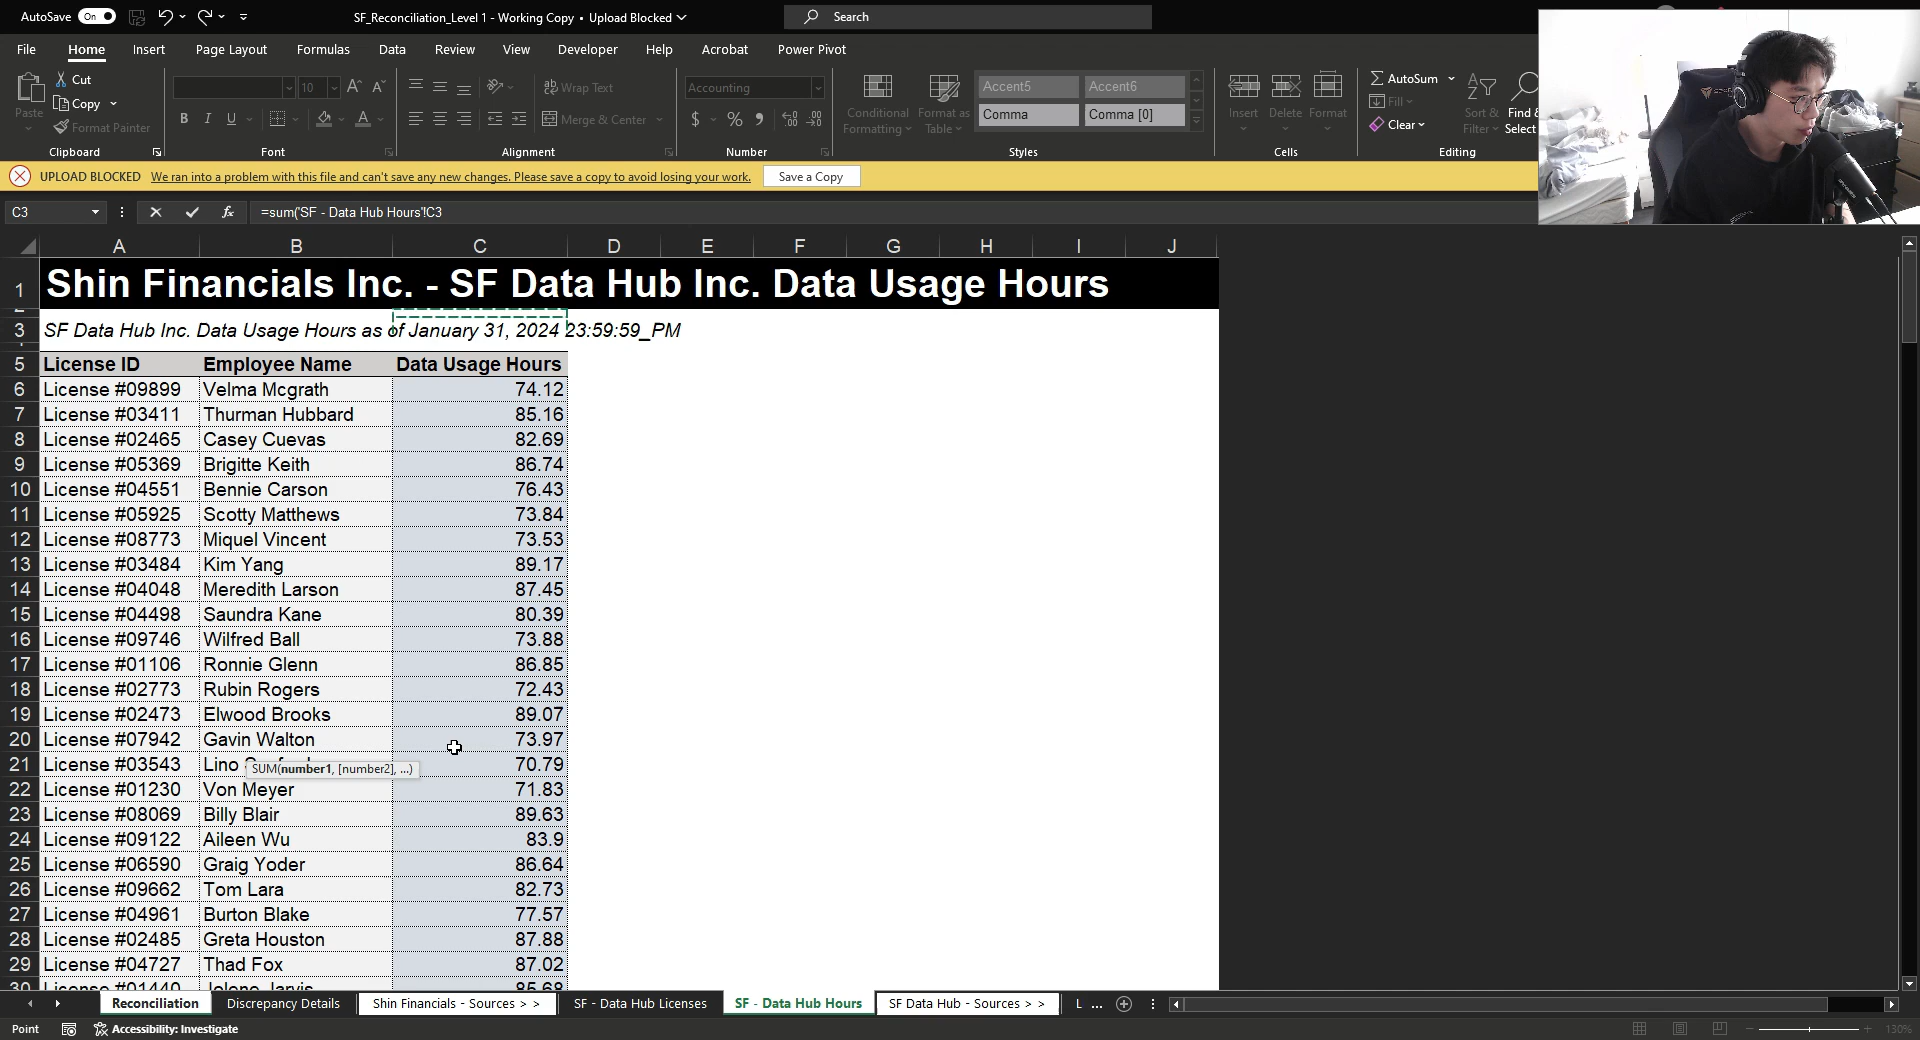 AutoSave On SF_Reconciliation_Level 1 - Working Copy • Upload Blocked Search
File Home Insert Page Layout Formulas Data Review View Developer Help Acrobat Power Pivot
Paste Cut Copy Format Painter
10
B I U A
Wrap Text
Merge & Center
Accounting
$ %
Conditional Formatting
Format as Table
Accent5 Accent6
Comma Comma [0]
Insert Delete Format
AutoSum
Fill
Clear
Sort & Filter
Find & Select
Clipboard Font Alignment Number Styles Cells Editing
UPLOAD BLOCKED We ran into a problem with this file and can't save any new changes. Please save a copy to avoid losing your work. Save a Copy
C3 fx =sum('SF - Data Hub Hours'!C3
A B C D E F G H I J
1 Shin Financials Inc. - SF Data Hub Inc. Data Usage Hours
3 SF Data Hub Inc. Data Usage Hours as of January 31, 2024 23:59:59_PM
5 License ID Employee Name Data Usage Hours
6 License #09899 Velma Mcgrath 74.12
7 License #03411 Thurman Hubbard 85.16
8 License #02465 Casey Cuevas 82.69
9 License #05369 Brigitte Keith 86.74
10 License #04551 Bennie Carson 76.43
11 License #05925 Scotty Matthews 73.84
12 License #08773 Miquel Vincent 73.53
13 License #03484 Kim Yang 89.17
14 License #04048 Meredith Larson 87.45
15 License #04498 Saundra Kane 80.39
16 License #09746 Wilfred Ball 73.88
17 License #01106 Ronnie Glenn 86.85
18 License #02773 Rubin Rogers 72.43
19 License #02473 Elwood Brooks 89.07
20 License #07942 Gavin Walton 73.97
21 License #03543 Lino 70.79
SUM(number1, [number2], ...)
22 License #01230 Von Meyer 71.83
23 License #08069 Billy Blair 89.63
24 License #09122 Aileen Wu 83.9
25 License #06590 Graig Yoder 86.64
26 License #09662 Tom Lara 82.73
27 License #04961 Burton Blake 77.57
28 License #02485 Greta Houston 87.88
29 License #04727 Thad Fox 87.02
30 License #01440 Jolene Jarvis 85.68
Reconciliation Discrepancy Details Shin Financials - Sources > > SF - Data Hub Licenses SF - Data Hub Hours SF Data Hub - Sources > > L ...
Point Accessibility: Investigate 130%